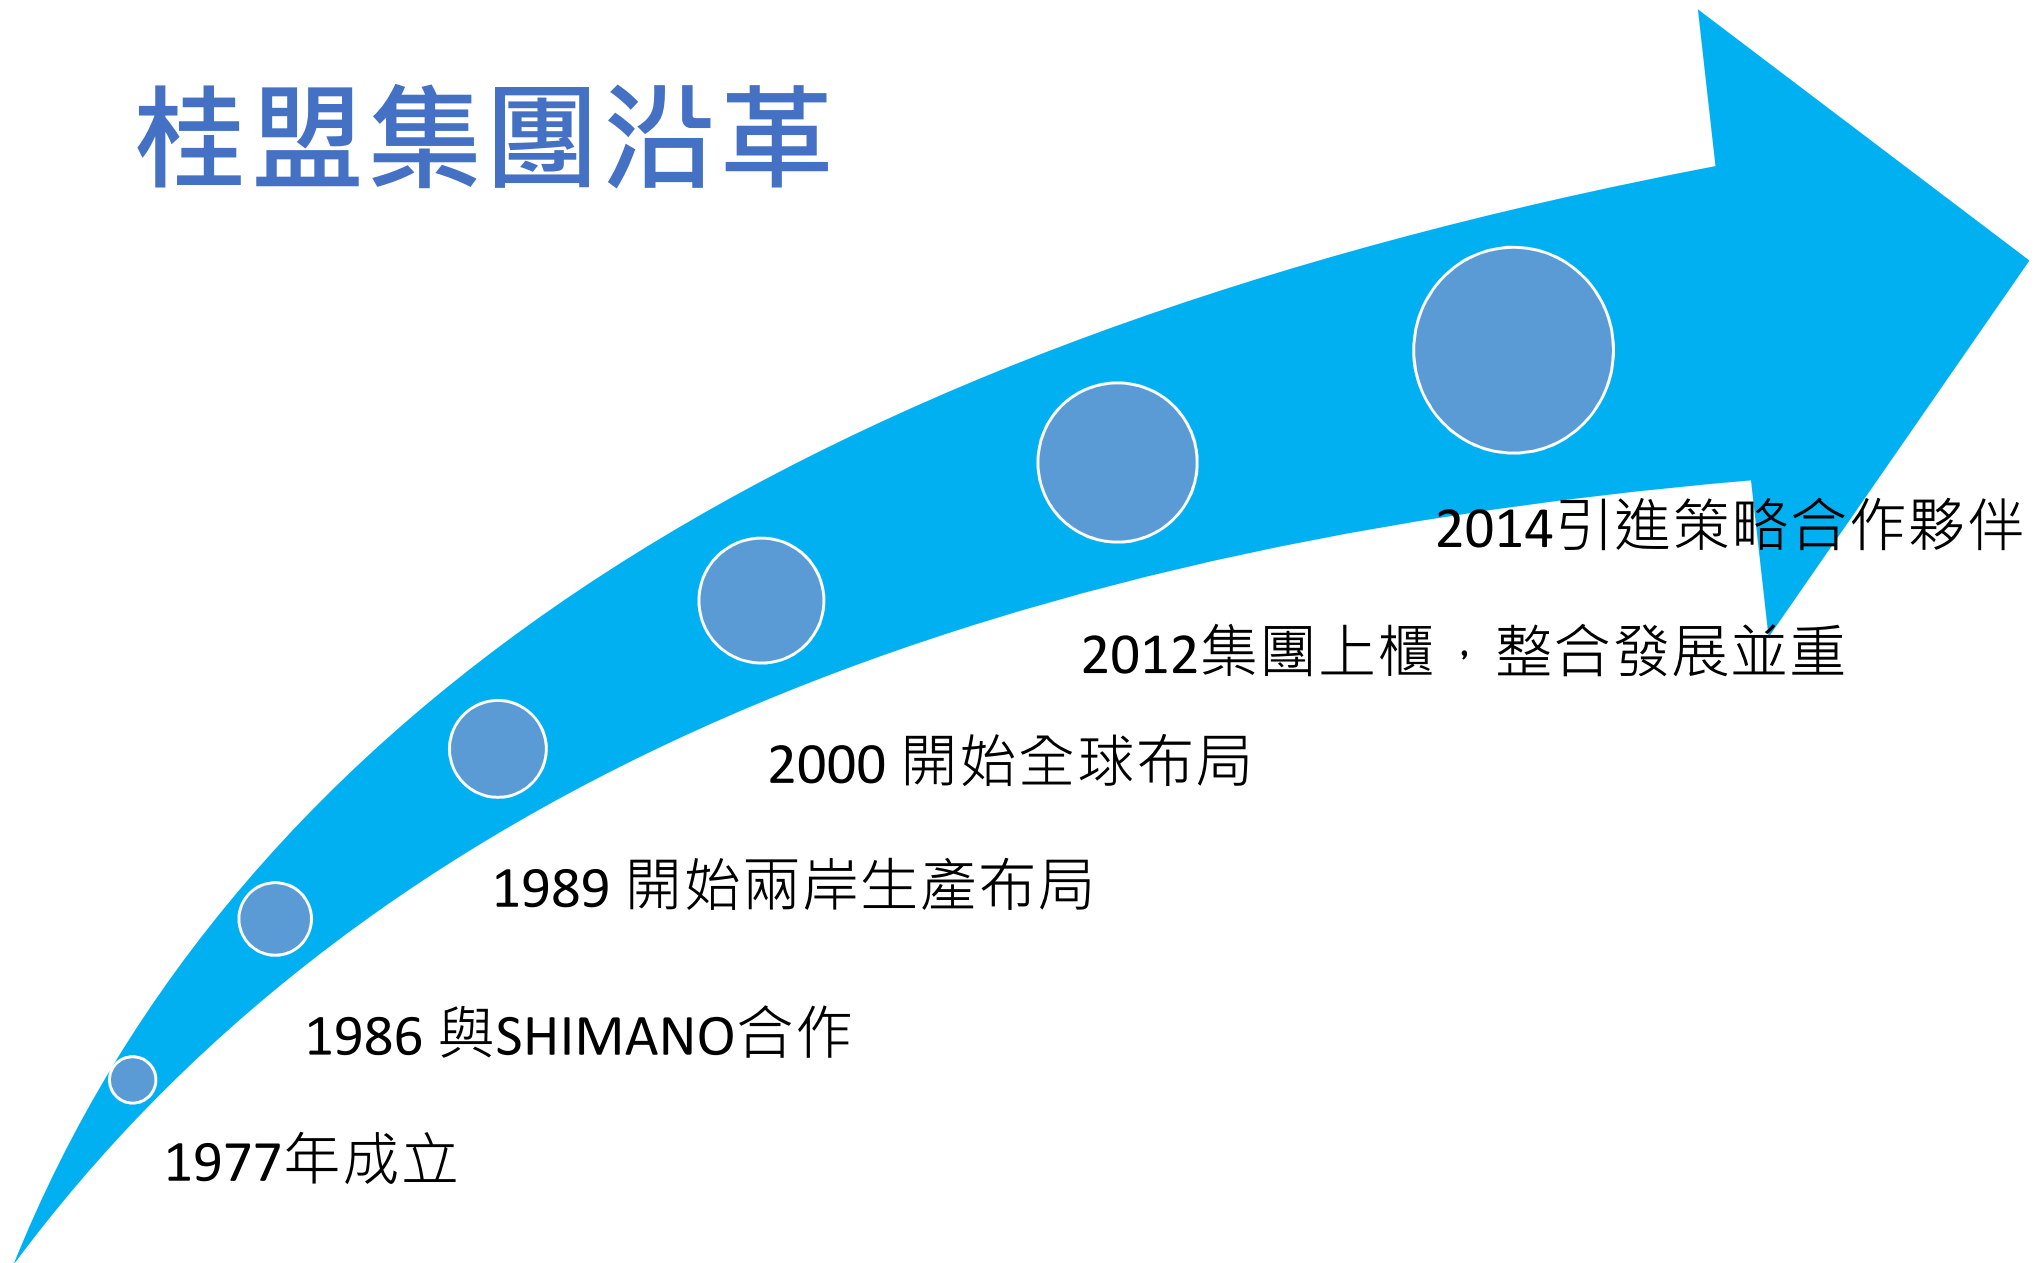 桂盟集團沿革
2014引進策略合作夥伴
2012集團上櫃，整合發展並重
2000 開始全球布局
1989 開始兩岸生產布局
1986 與SHIMANO合作
1977年成立